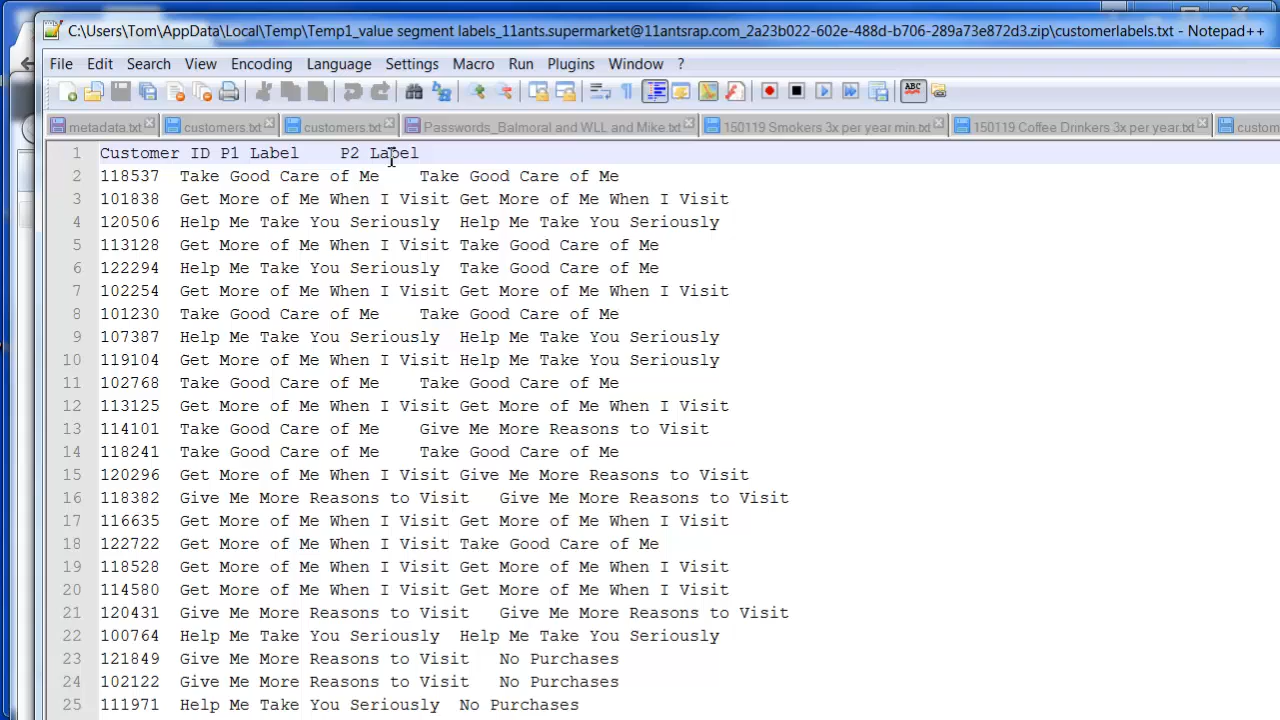 C:\Users\Tom\AppData\Local\Temp\Temp1_value segment labels_11ants.supermarket@11antsrap.com_2a23b022-602e-488d-b706-289a73e872d3.zip\customerlabels.txt - Notepad++
File Edit Search View Encoding Language Settings Macro Run Plugins Window ?
ABC
metadata.txt customers.txt customers.txt Passwords_Balmoral and WLL and Mike.txt 150119 Smokers 3x per year min.txt 150119 Coffee Drinkers 3x per year.txt custom
1 Customer ID P1 Label P2 Label
2 118537 Take Good Care of Me Take Good Care of Me
3 101838 Get More of Me When I Visit Get More of Me When I Visit
4 120506 Help Me Take You Seriously Help Me Take You Seriously
5 113128 Get More of Me When I Visit Take Good Care of Me
6 122294 Help Me Take You Seriously Take Good Care of Me
7 102254 Get More of Me When I Visit Get More of Me When I Visit
8 101230 Take Good Care of Me Take Good Care of Me
9 107387 Help Me Take You Seriously Help Me Take You Seriously
10 119104 Get More of Me When I Visit Help Me Take You Seriously
11 102768 Take Good Care of Me Take Good Care of Me
12 113125 Get More of Me When I Visit Get More of Me When I Visit
13 114101 Take Good Care of Me Give Me More Reasons to Visit
14 118241 Take Good Care of Me Take Good Care of Me
15 120296 Get More of Me When I Visit Give Me More Reasons to Visit
16 118382 Give Me More Reasons to Visit Give Me More Reasons to Visit
17 116635 Get More of Me When I Visit Get More of Me When I Visit
18 122722 Get More of Me When I Visit Take Good Care of Me
19 118528 Get More of Me When I Visit Get More of Me When I Visit
20 114580 Get More of Me When I Visit Get More of Me When I Visit
21 120431 Give Me More Reasons to Visit Give Me More Reasons to Visit
22 100764 Help Me Take You Seriously Help Me Take You Seriously
23 121849 Give Me More Reasons to Visit No Purchases
24 102122 Give Me More Reasons to Visit No Purchases
25 111971 Help Me Take You Seriously No Purchases